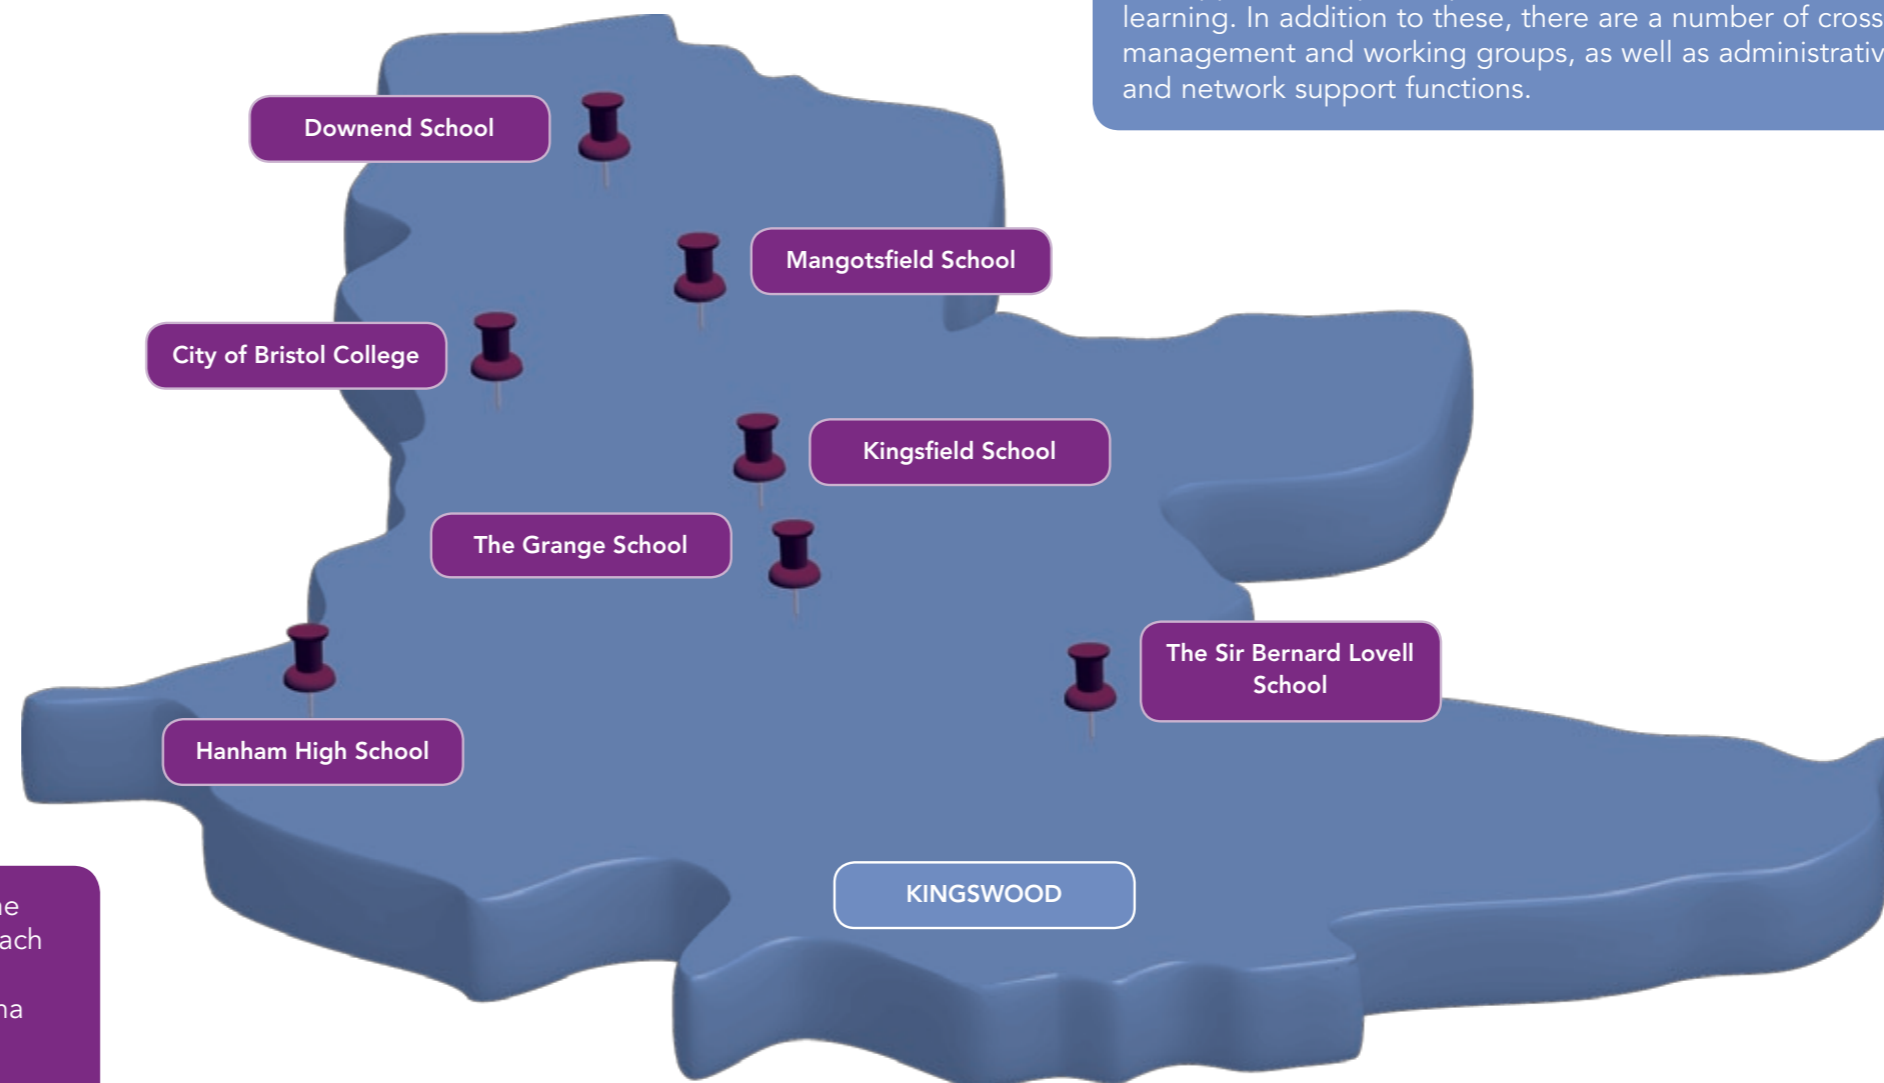 learning. In addition to these, there are a number of cross
management and working groups, as well as administrativ
and network support functions.
Downend School
Mangotsfield School
City of Bristol College
Kingsfield School
The Grange School
The Sir Bernard Lovell
School
Hanham High School
KINGSWOOD
ne
ach
na